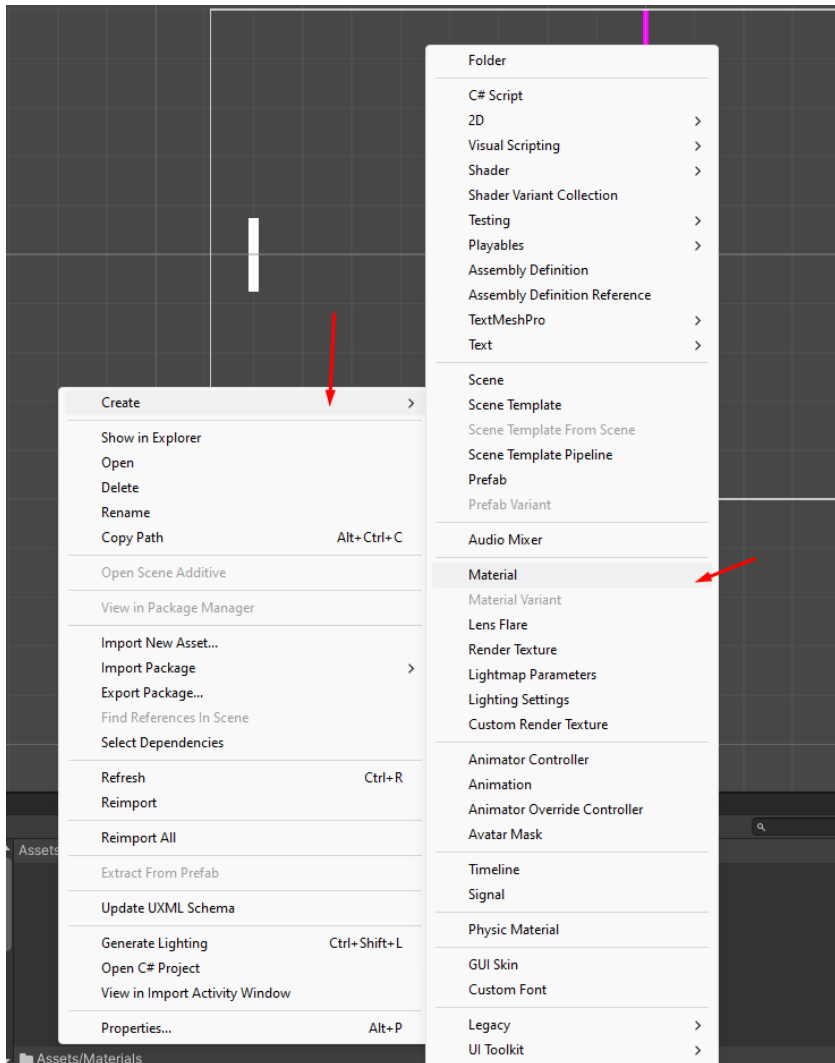 Folder
C# Script
2D
Visual Scripting
Shader
Shader Variant Collection
Testing
Playables
Assembly Definition
Assembly Definition Reference
TextMeshPro
Text
Scene
Scene Template
Scene Template From Scene
Scene Template Pipeline
Prefab
Prefab Variant
Audio Mixer
Material
Material Variant
Lens Flare
Render Texture
Lightmap Parameters
Lighting Settings
Custom Render Texture
Animator Controller
Animation
Animator Override Controller
Avatar Mask
Timeline
Signal
Physic Material
GUI Skin
Custom Font
Legacy
UI Toolkit
Create
Show in Explorer
Open
Delete
Rename
Copy Path Alt+Ctrl+C
Open Scene Additive
View in Package Manager
Import New Asset...
Import Package
Export Package...
Find References In Scene
Select Dependencies
Refresh Ctrl+R
Reimport
Reimport All
Extract From Prefab
Update UXML Schema
Generate Lighting Ctrl+Shift+L
Open C# Project
View in Import Activity Window
Properties... Alt+P
Assets
Assets/Materials